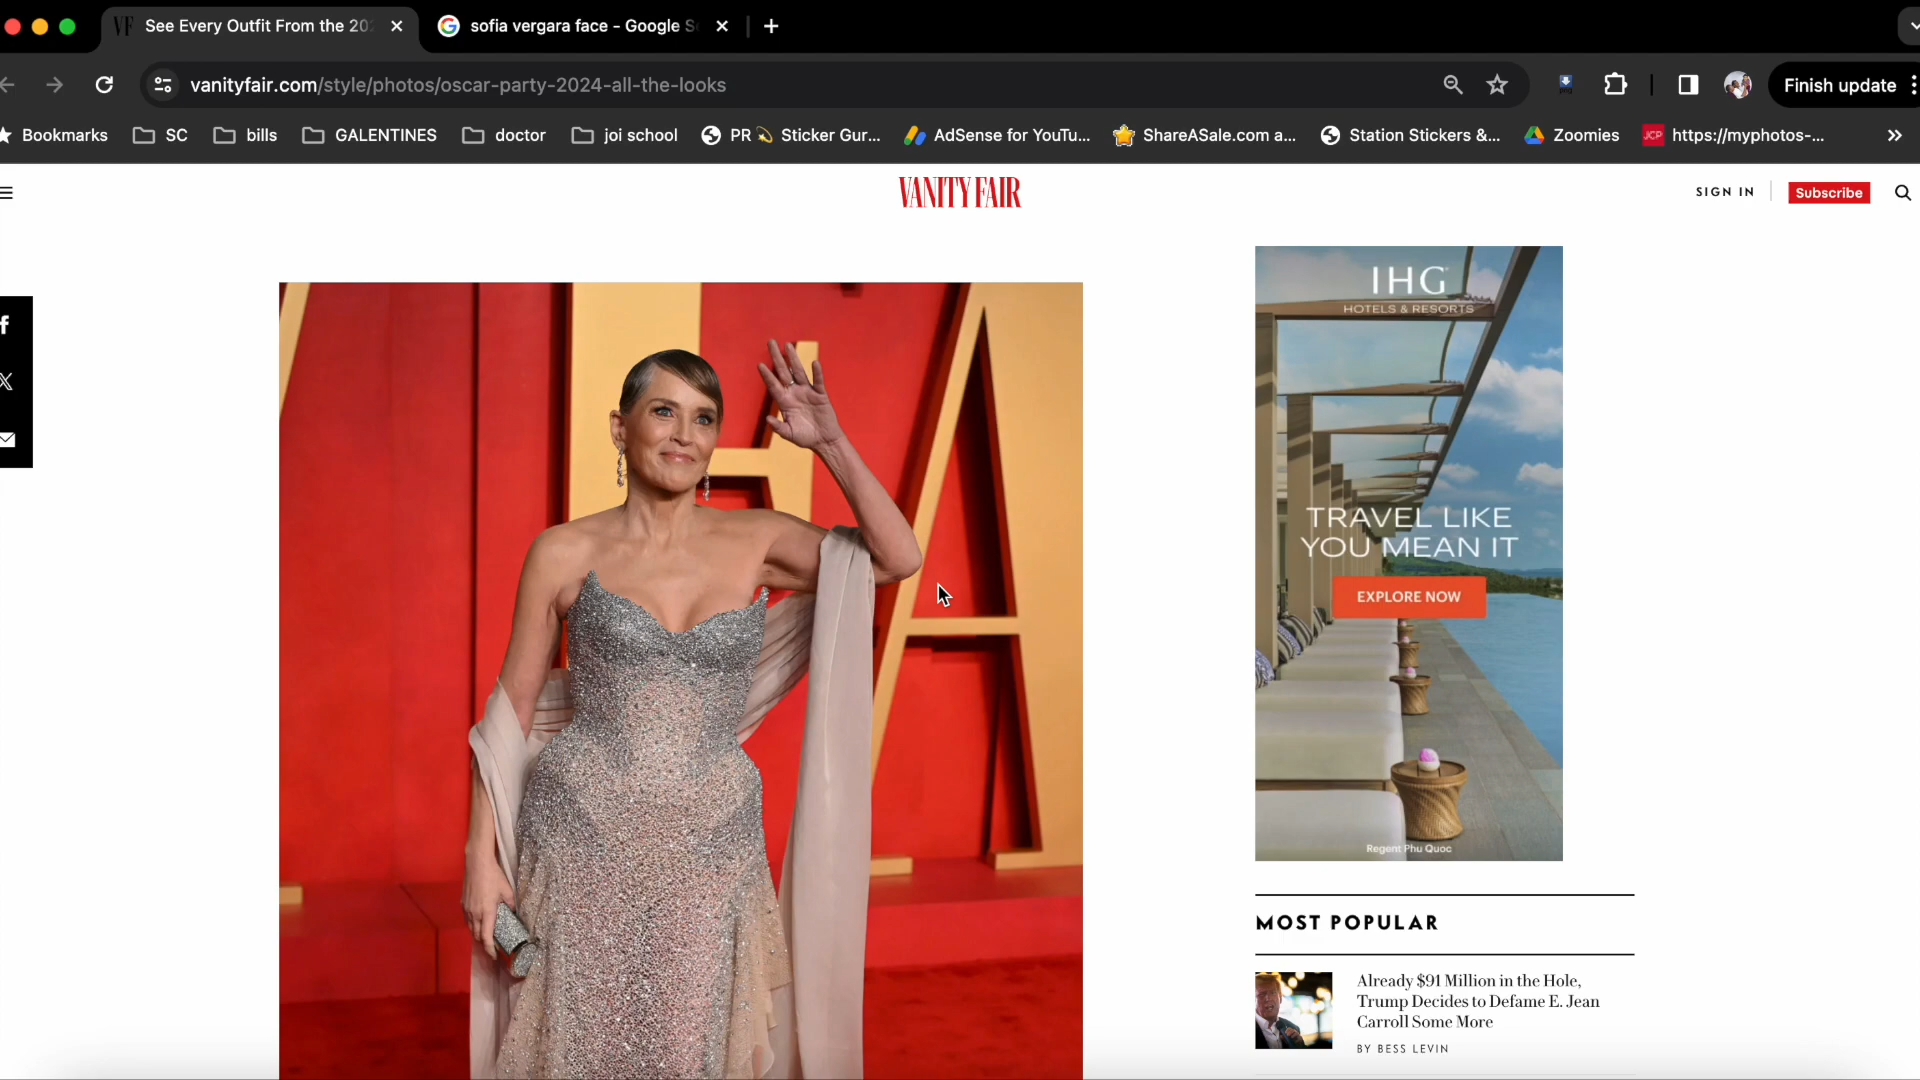 VF See Every Outfit From the 20
sofia vergara face - Google S
vanityfair.com/style/photos/oscar-party-2024-all-the-looks
Finish update
Bookmarks
SC
bills
GALENTINES
doctor
joi school
PR 💫 Sticker Gur...
AdSense for YouTu...
ShareASale.com a...
Station Stickers &...
Zoomies
JCP https://myphotos-...
VANITY FAIR
SIGN IN
Subscribe
IHG
HOTELS & RESORTS
TRAVEL LIKE
YOU MEAN IT
EXPLORE NOW
Regent Phu Quoc
MOST POPULAR
Already $91 Million in the Hole,
Trump Decides to Defame E. Jean
Carroll Some More
BY BESS LEVIN